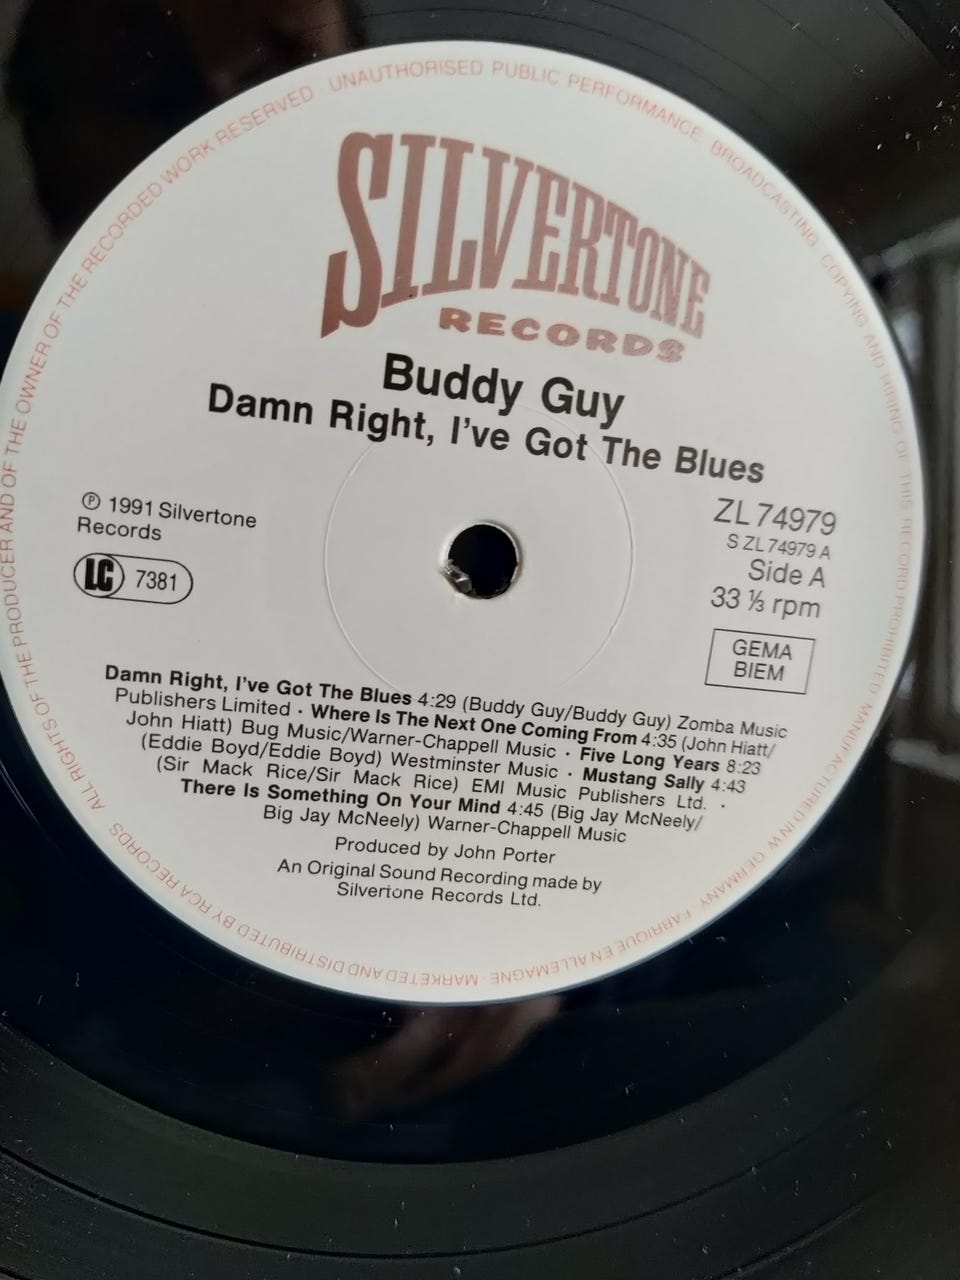 UNAUTHORISED PUBLIC PERFORMANCE BROADCASTING COPYING AND HIRING OF THIS RECORD PROHIBITED MANUFACTURED IN W. GERMANY FABRIQUE EN ALLEMAGNE · MARKETED AND DISTRIBUTED BY RCA RECORDS ALL RIGHTS OF THE PRODUCER AND OF THE OWNER OF THE RECORDED WORK RESERVED
SILVERTONE
RECORDS
Buddy Guy
Damn Right, I've Got The Blues
℗ 1991 Silvertone
Records
LC 7381
ZL 74979
S ZL 74979 A
Side A
33 ⅓ rpm
GEMA
BIEM
Damn Right, I've Got The Blues 4:29 (Buddy Guy/Buddy Guy) Zomba Music
Publishers Limited · Where Is The Next One Coming From 4:35 (John Hiatt/
John Hiatt) Bug Music/Warner-Chappell Music · Five Long Years 8:23
(Eddie Boyd/Eddie Boyd) Westminster Music · Mustang Sally 4:43
(Sir Mack Rice/Sir Mack Rice) EMI Music Publishers Ltd. ·
There Is Something On Your Mind 4:45 (Big Jay McNeely/
Big Jay McNeely) Warner-Chappell Music
Produced by John Porter
An Original Sound Recording made by
Silvertone Records Ltd.